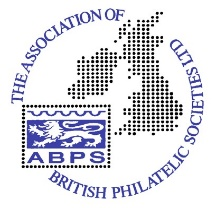 THE ASSOCIATION OF
BRITISH PHILATELIC SOCIETIES LTD
ABPS